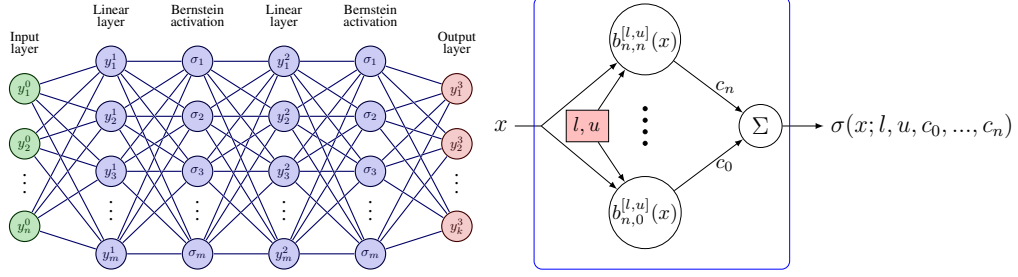 Input
layer
Linear
layer
Bernstein
activation
Linear
layer
Bernstein
activation
Output
layer
y_1^0
y_2^0
⋮
y_n^0
y_1^1
y_2^1
y_3^1
⋮
y_m^1
σ_1
σ_2
σ_3
⋮
σ_m
y_1^2
y_2^2
y_3^2
⋮
y_m^2
σ_1
σ_2
σ_3
⋮
σ_m
y_1^3
y_2^3
⋮
y_k^3
x
l, u
b_{n,n}^{[l,u]}(x)
⋮
b_{n,0}^{[l,u]}(x)
c_n
c_0
Σ
σ(x; l, u, c_0, ..., c_n)